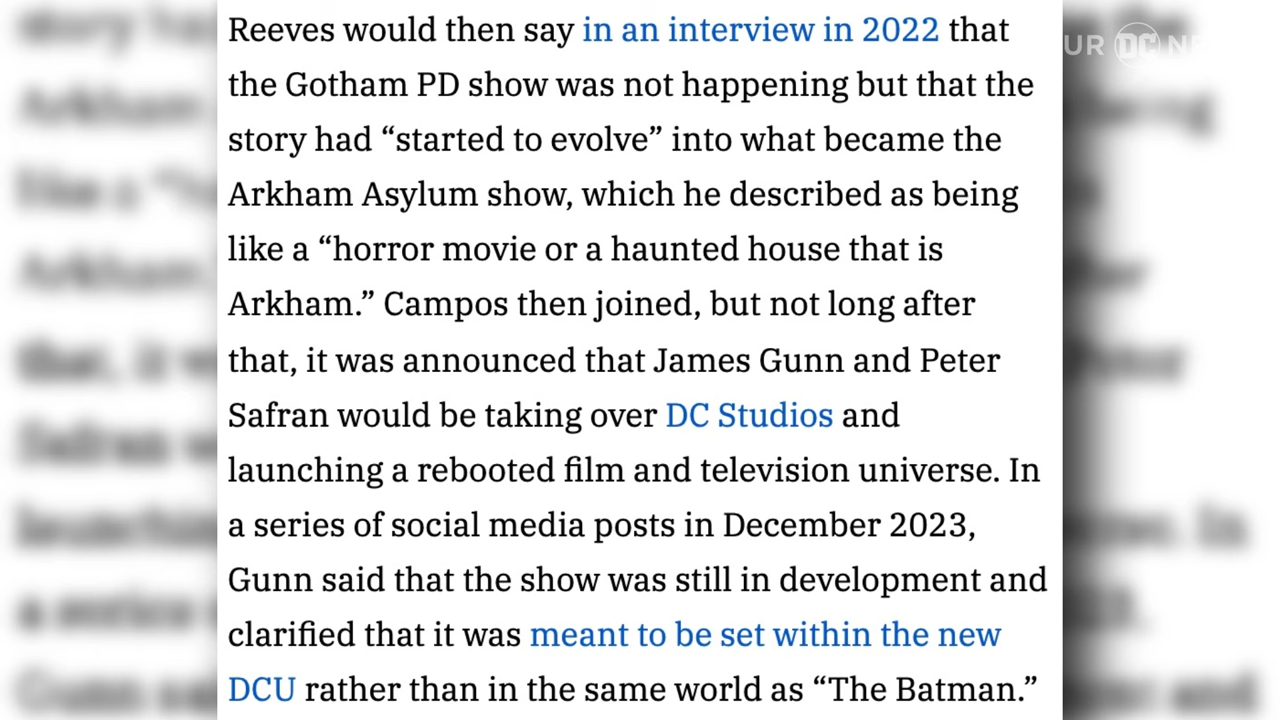 Reeves would then say in an interview in 2022 that
the Gotham PD show was not happening but that the
story had “started to evolve” into what became the
Arkham Asylum show, which he described as being
like a “horror movie or a haunted house that is
Arkham.” Campos then joined, but not long after
that, it was announced that James Gunn and Peter
Safran would be taking over DC Studios and
launching a rebooted film and television universe. In
a series of social media posts in December 2023,
Gunn said that the show was still in development and
clarified that it was meant to be set within the new
DCU rather than in the same world as “The Batman.”
UR DC NE